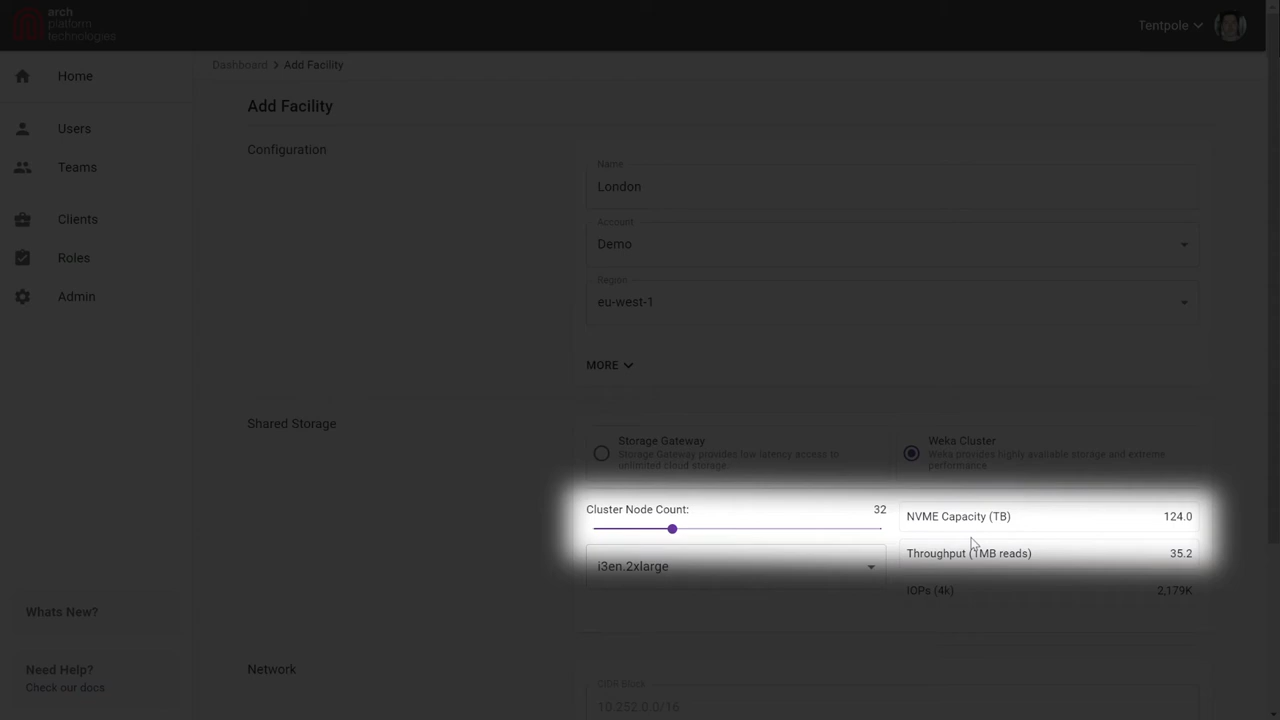 arch
platform
technologies
Tentpole
Home
Users
Teams
Clients
Roles
Admin
Whats New?
Need Help?
Check our docs
Dashboard > Add Facility
Add Facility
Configuration
Name
London
Account
Demo
Region
eu-west-1
MORE
Shared Storage
Storage Gateway
Storage Gateway provides low latency access to
unlimited cloud storage.
Weka Cluster
Weka provides highly available storage and extreme
performance
Cluster Node Count: 32
i3en.2xlarge
NVME Capacity (TB) 124.0
Throughput (1MB reads) 35.2
IOPs (4k) 2,179K
Network
CIDR Block
10.252.0.0/16